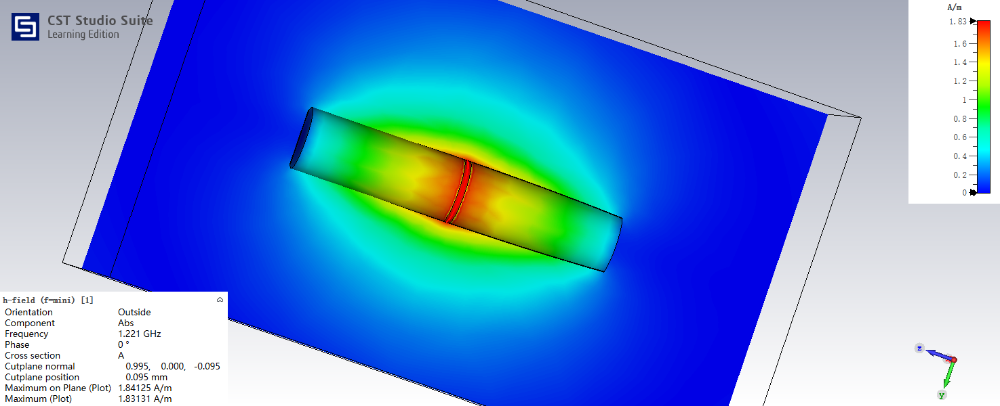 CST Studio Suite
Learning Edition
A/m
1.83
1.6
1.4
1.2
1
0.8
0.6
0.4
0.2
0
h-field (f=mini) [1]
Orientation Outside
Component Abs
Frequency 1.221 GHz
Phase 0 °
Cross section A
Cutplane normal 0.995, 0.000, -0.095
Cutplane position 0.095 mm
Maximum on Plane (Plot) 1.84125 A/m
Maximum (Plot) 1.83131 A/m
z
y